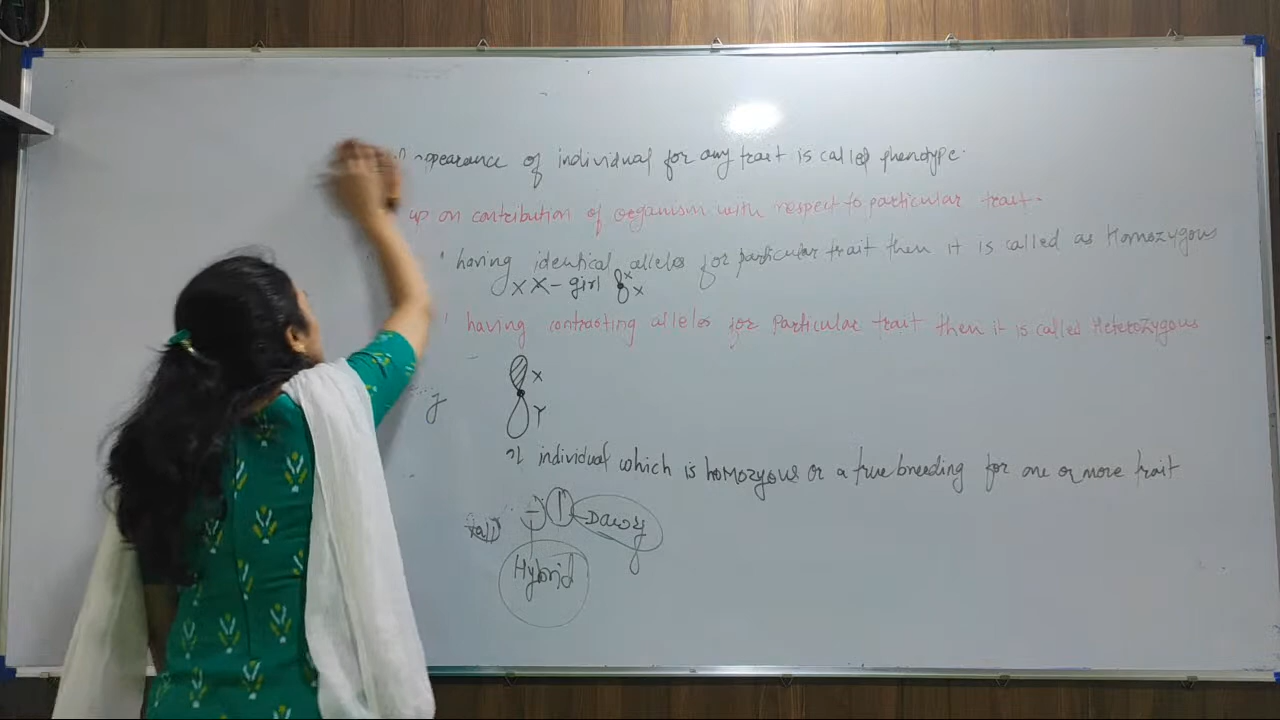 appearance of individual for any trait is called phenotype.
up on contribution of organism with respect to particular trait.
having identical alleles for particular trait then it is called as Homozygous
XX - girl X
X
having contrasting alleles for Particular trait then it is called Heterozygous
X
Y
individual which is homozygous or a true breeding for one or more trait
Tall
Hybrid